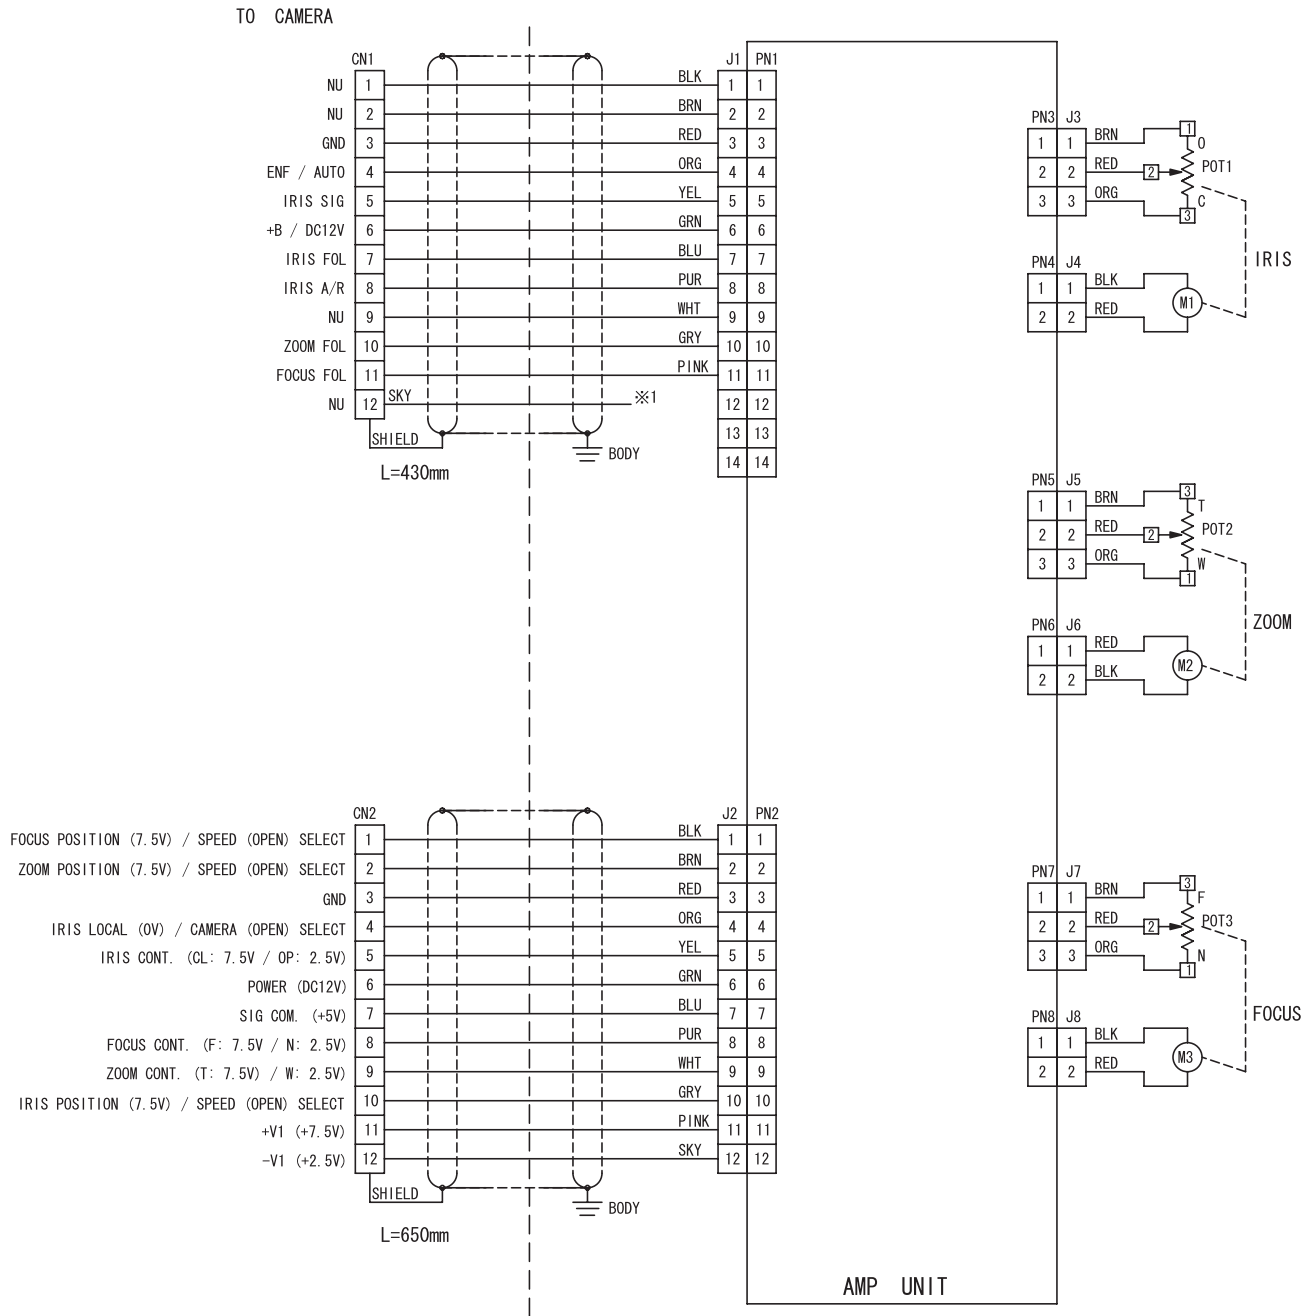 TO CAMERA
CN1
J1 PN1
NU 1 BLK 1 1
NU 2 BRN 2 2
GND 3 RED 3 3
ENF / AUTO 4 ORG 4 4
IRIS SIG 5 YEL 5 5
+B / DC12V 6 GRN 6 6
IRIS FOL 7 BLU 7 7
IRIS A/R 8 PUR 8 8
NU 9 WHT 9 9
ZOOM FOL 10 GRY 10 10
FOCUS FOL 11 PINK 11 11
NU 12 SKY ※1 12 12
13 13
14 14
SHIELD
BODY
L=430mm
PN3 J3
1 1 BRN 1
O
2 2 RED 2 POT1
3 3 ORG C
3
IRIS
PN4 J4
1 1 BLK
M1
2 2 RED
PN5 J5
1 1 BRN 3
T
2 2 RED 2 POT2
3 3 ORG W
1
ZOOM
PN6 J6
1 1 RED
M2
2 2 BLK
CN2
J2 PN2
FOCUS POSITION (7.5V) / SPEED (OPEN) SELECT 1 BLK 1 1
ZOOM POSITION (7.5V) / SPEED (OPEN) SELECT 2 BRN 2 2
GND 3 RED 3 3
IRIS LOCAL (0V) / CAMERA (OPEN) SELECT 4 ORG 4 4
IRIS CONT. (CL: 7.5V / OP: 2.5V) 5 YEL 5 5
POWER (DC12V) 6 GRN 6 6
SIG COM. (+5V) 7 BLU 7 7
FOCUS CONT. (F: 7.5V / N: 2.5V) 8 PUR 8 8
ZOOM CONT. (T: 7.5V) / W: 2.5V) 9 WHT 9 9
IRIS POSITION (7.5V) / SPEED (OPEN) SELECT 10 GRY 10 10
+V1 (+7.5V) 11 PINK 11 11
-V1 (+2.5V) 12 SKY 12 12
SHIELD
BODY
L=650mm
PN7 J7
1 1 BRN 3
F
2 2 RED 2 POT3
3 3 ORG N
1
FOCUS
PN8 J8
1 1 BLK
M3
2 2 RED
AMP UNIT